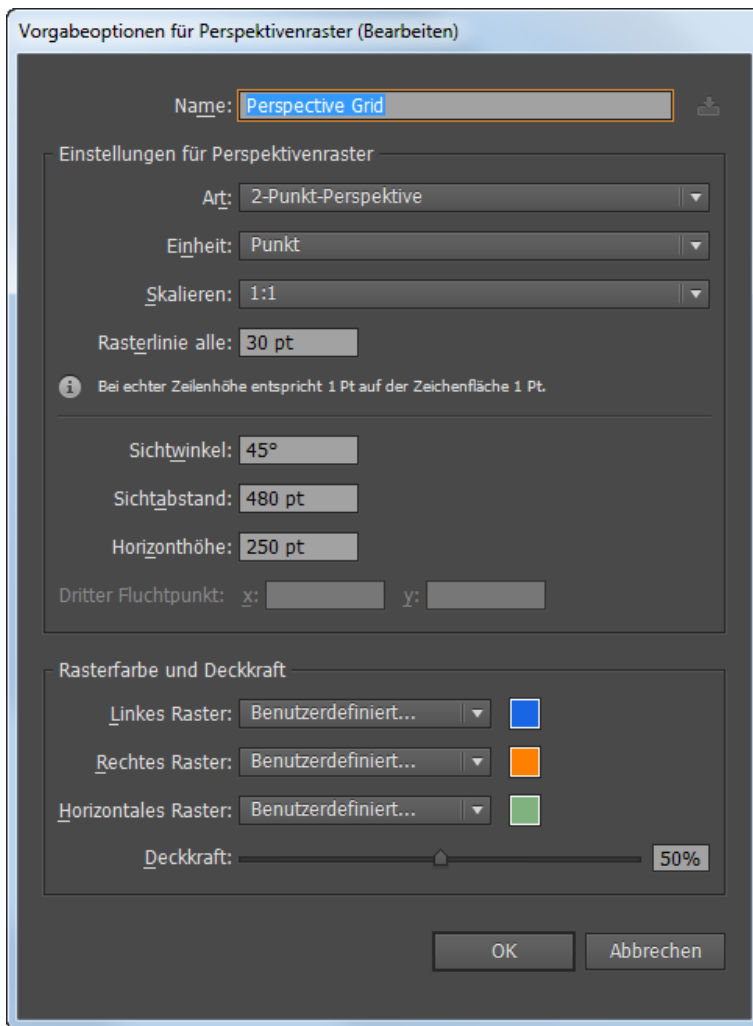 Vorgabeoptionen für Perspektivenraster (Bearbeiten)
Name: Perspective Grid
Einstellungen für Perspektivenraster
Art: 2-Punkt-Perspektive
Einheit: Punkt
Skalieren: 1:1
Rasterlinie alle: 30 pt
Bei echter Zeilenhöhe entspricht 1 Pt auf der Zeichenfläche 1 Pt.
Sichtwinkel: 45°
Sichtabstand: 480 pt
Horizonthöhe: 250 pt
Dritter Fluchtpunkt: x: y:
Rasterfarbe und Deckkraft
Linkes Raster: Benutzerdefiniert...
Rechtes Raster: Benutzerdefiniert...
Horizontales Raster: Benutzerdefiniert...
Deckkraft: 50%
OK Abbrechen